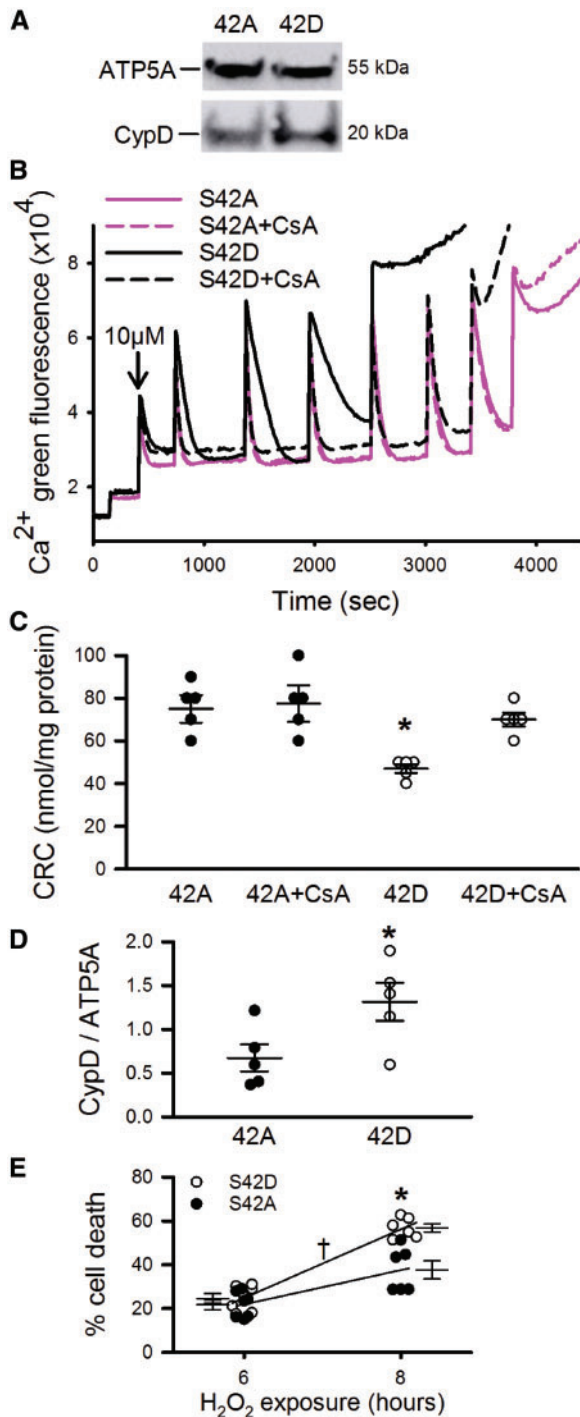 A
42A 42D
ATP5A
55 kDa
CypD
20 kDa
B
S42A
S42A+CsA
S42D
S42D+CsA
Ca2+ green fluorescence (x10^4)
8
6
4
2
10µM
0 1000 2000 3000 4000
Time (sec)
C
CRC (nmol/mg protein)
100
80
60
40
20
0
*
42A 42A+CsA 42D 42D+CsA
D
CypD / ATP5A
2.0
1.5
1.0
0.5
0.0
*
42A 42D
E
% cell death
80
60
40
20
0
S42D
S42A
*
†
6 8
H2O2 exposure (hours)